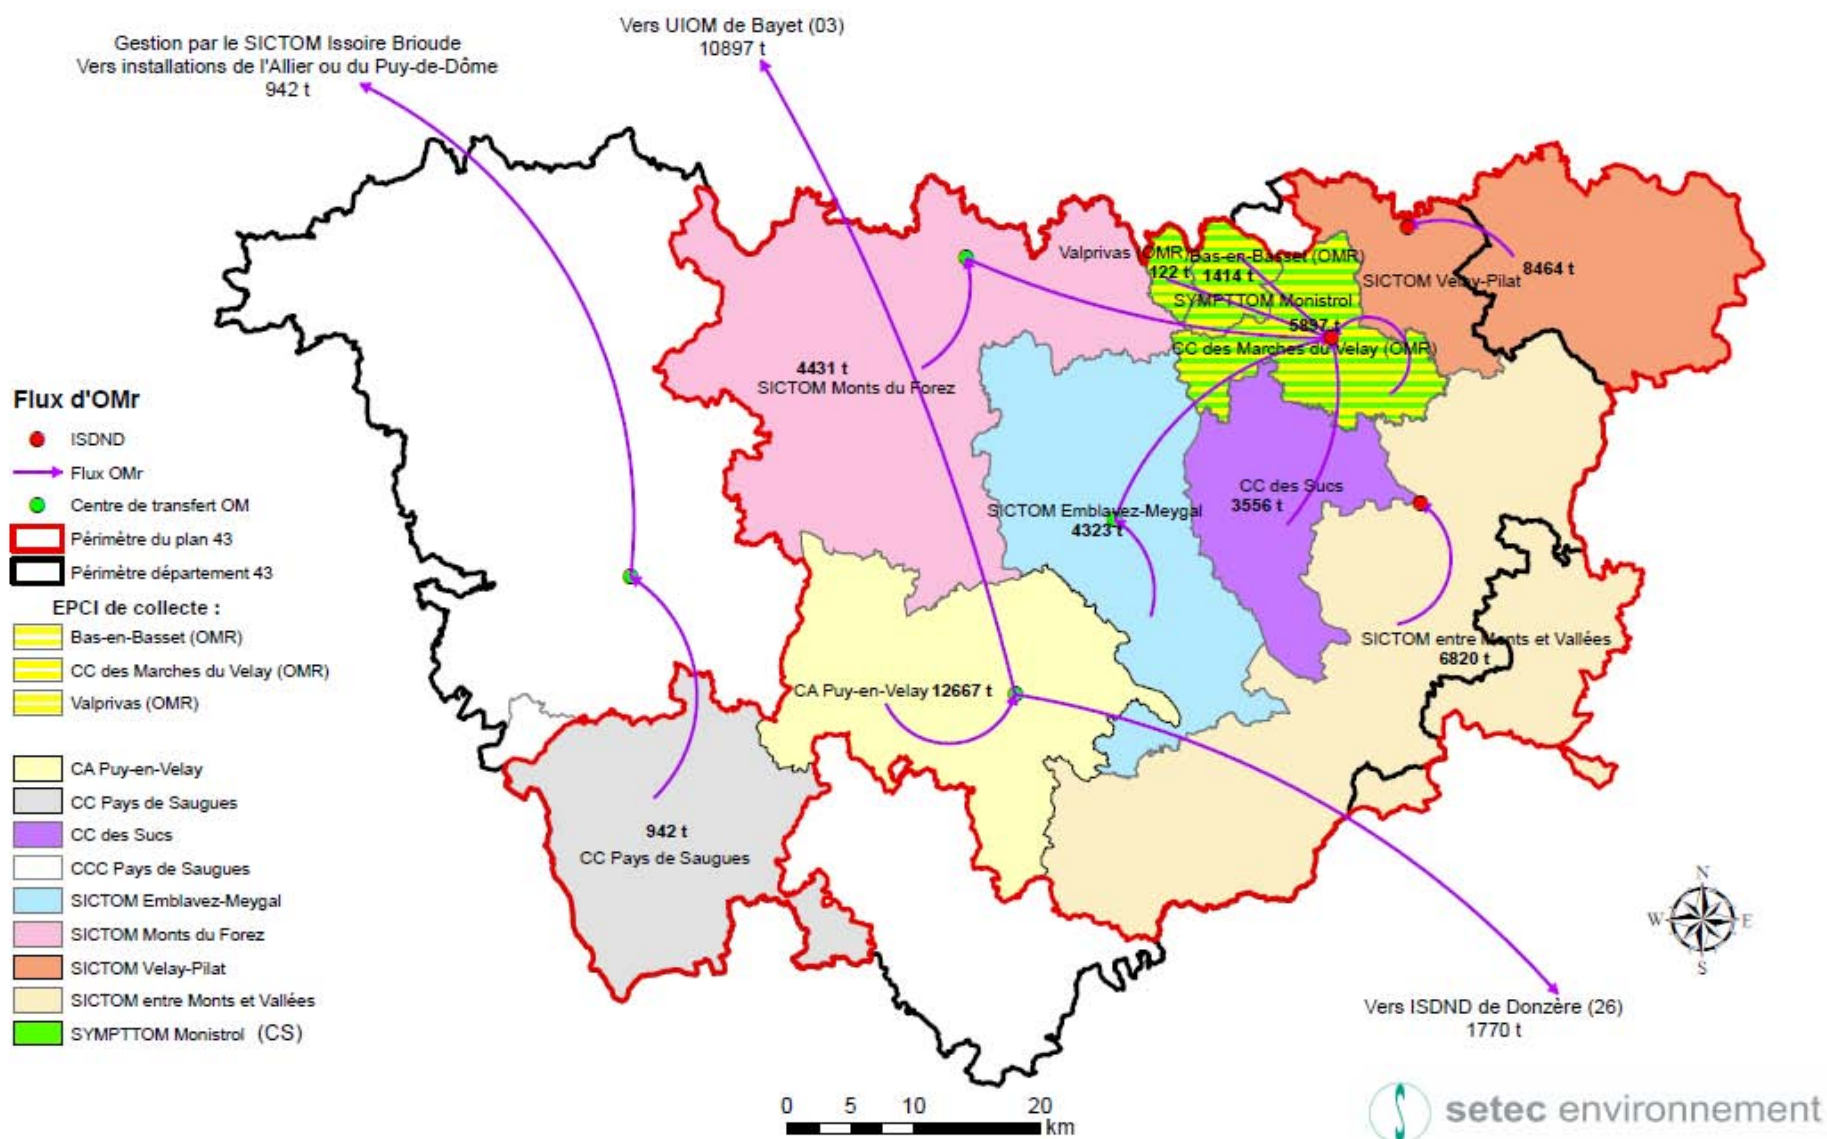 Gestion par le SICTOM Issoire Brioude
Vers installations de l'Allier ou du Puy-de-Dôme
942 t
Vers UIOM de Bayet (03)
10897 t
Valprivas (OMR)
122 t
Bas-en-Basset (OMR)
1414 t
SYMPTTOM Monistrol
5897 t
CC des Marches du Velay (OMR)
SICTOM Velay-Pilat
8464 t
4431 t
SICTOM Monts du Forez
CC des Sucs
3556 t
SICTOM Emblavez-Meygal
4323 t
SICTOM entre Monts et Vallées
6820 t
CA Puy-en-Velay 12667 t
942 t
CC Pays de Saugues
Vers ISDND de Donzère (26)
1770 t
Flux d'OMr
ISDND
Flux OMr
Centre de transfert OM
Périmètre du plan 43
Périmètre département 43
EPCI de collecte :
Bas-en-Basset (OMR)
CC des Marches du Velay (OMR)
Valprivas (OMR)
CA Puy-en-Velay
CC Pays de Saugues
CC des Sucs
CCC Pays de Saugues
SICTOM Emblavez-Meygal
SICTOM Monts du Forez
SICTOM Velay-Pilat
SICTOM entre Monts et Vallées
SYMPTTOM Monistrol (CS)
N
W E
S
0 5 10 20
km
setec environnement